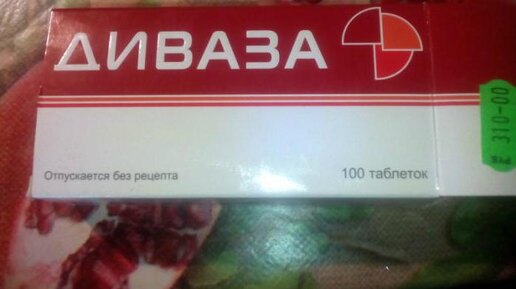 ДИВАЗА
Отпускается без рецепта
100 таблеток
310-00